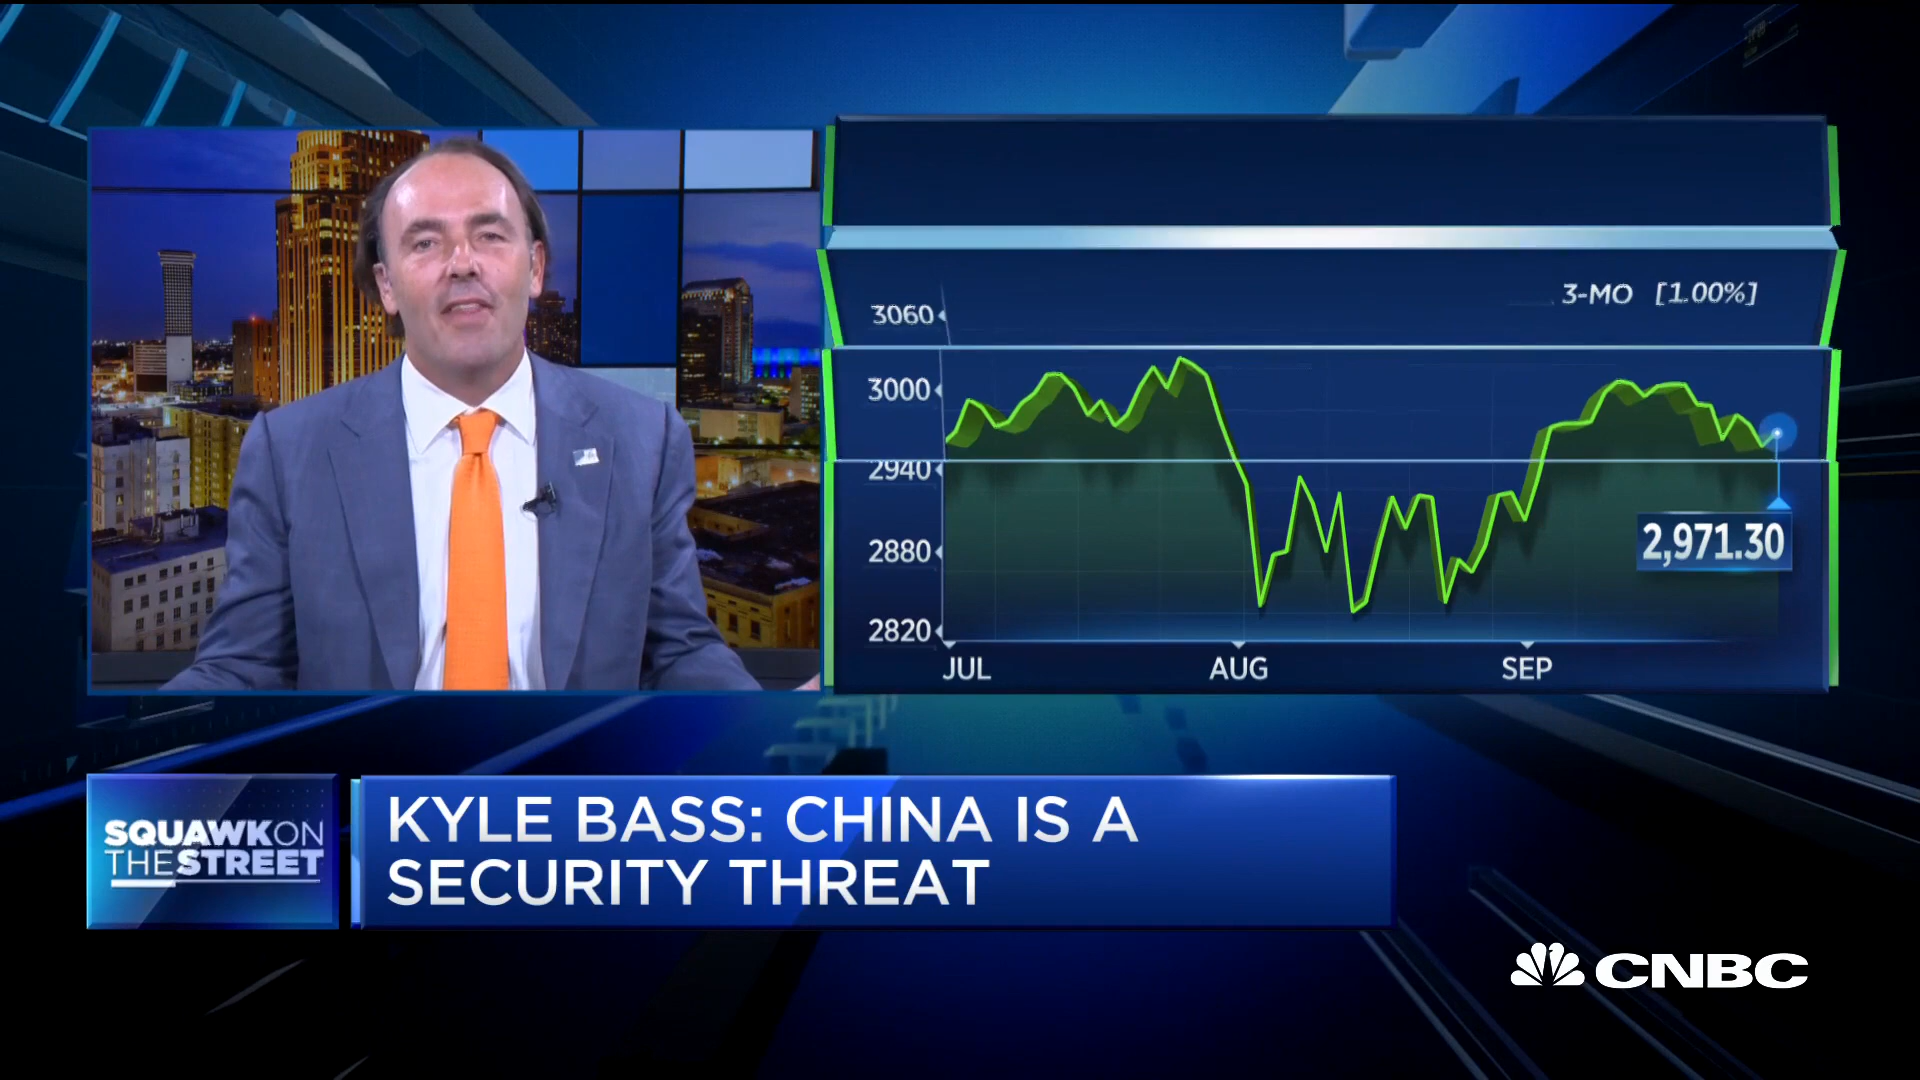 3-MO [1.00%]
3060
3000
2940
2880
2820
2,971.30
JUL AUG SEP
SQUAWK ON
THE STREET
KYLE BASS: CHINA IS A
SECURITY THREAT
CNBC